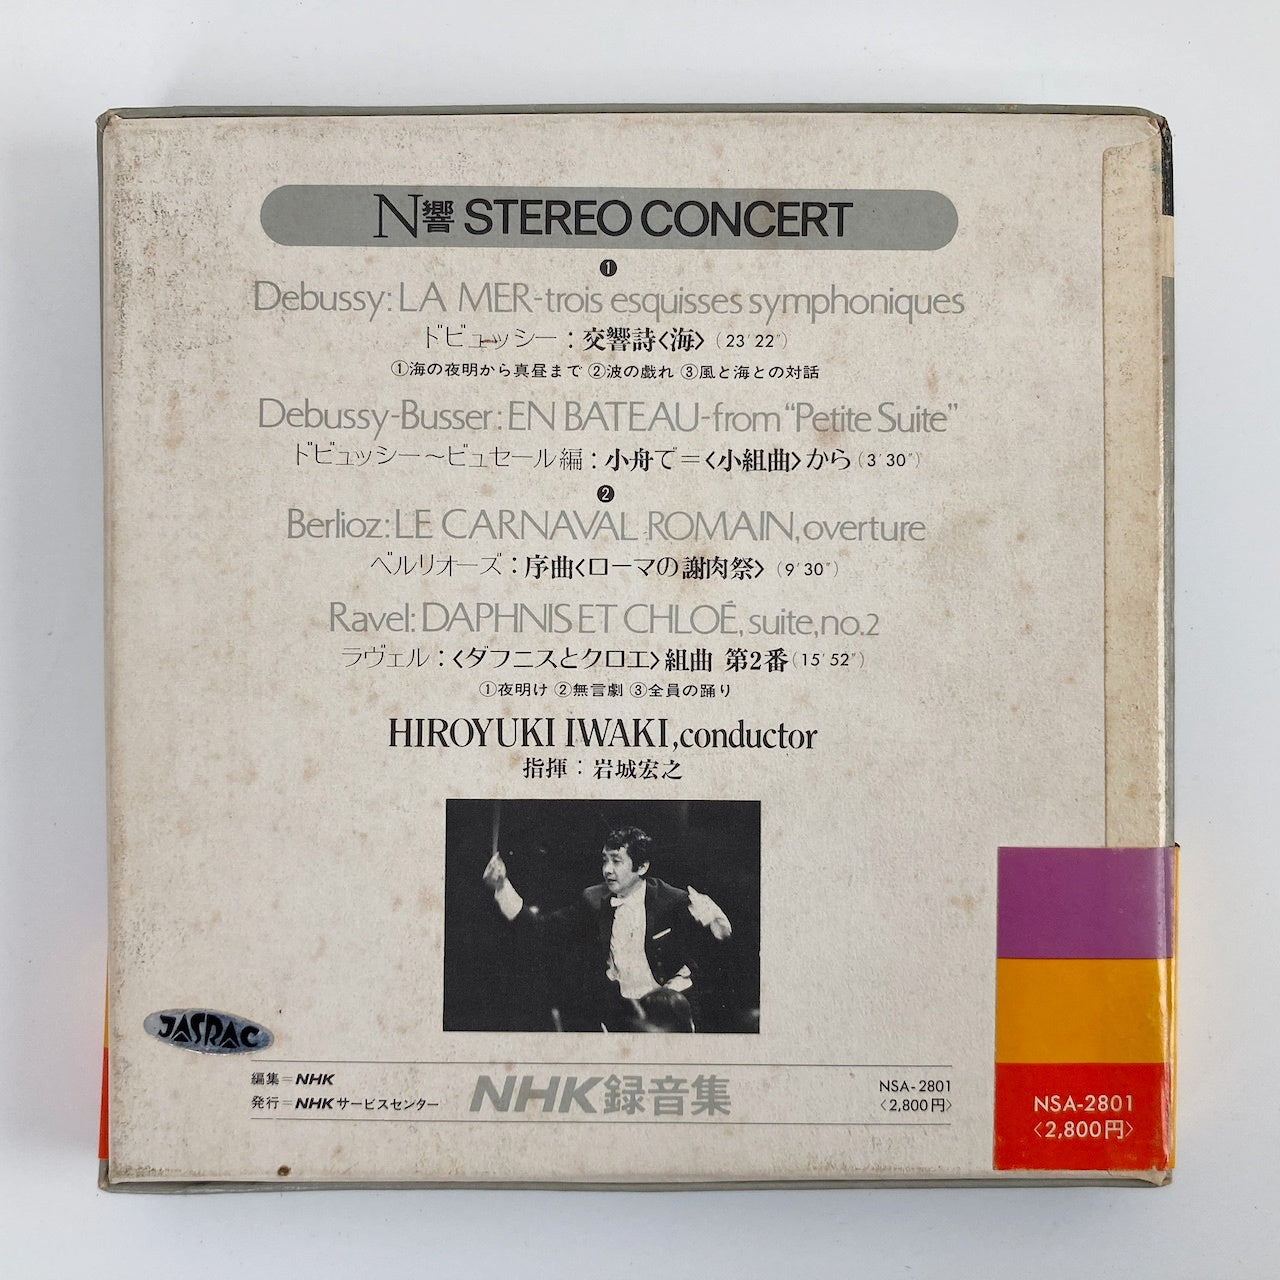 N響 STEREO CONCERT
❶
Debussy: LA MER-trois esquisses symphoniques
ドビュッシー：交響詩〈海〉(23′22″)
①海の夜明から真昼まで ②波の戯れ ③風と海との対話
Debussy-Busser: EN BATEAU-from "Petite Suite"
ドビュッシー～ビュセール編：小舟で＝〈小組曲〉から(3′30″)
❷
Berlioz: LE CARNAVAL ROMAIN, overture
ベルリオーズ：序曲〈ローマの謝肉祭〉(9′30″)
Ravel: DAPHNIS ET CHLOÉ, suite, no.2
ラヴェル：〈ダフニスとクロエ〉組曲 第2番(15′52″)
①夜明け ②無言劇 ③全員の踊り
HIROYUKI IWAKI, conductor
指揮：岩城宏之
JASRAC
編集＝NHK
発行＝NHKサービスセンター
NHK録音集
NSA-2801
〈2,800円〉
NSA-2801
〈2,800円〉